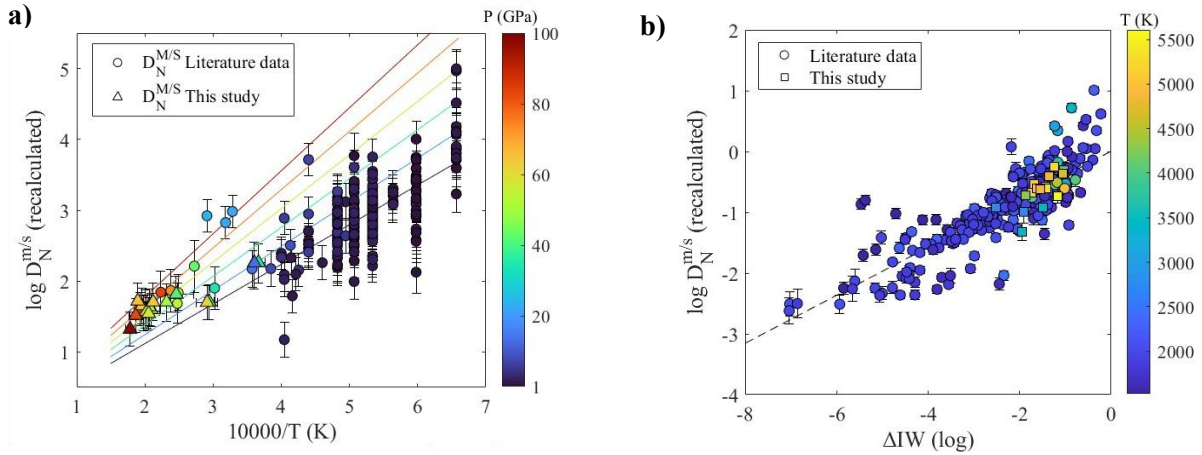 a)
P (GPa)
D_N^{M/S} Literature data
D_N^{M/S} This study
5
4
3
2
1
log D_N^{m/s} (recalculated)
1 2 3 4 5 6 7
10000/T (K)
100
80
60
40
20
1
b)
T (K)
Literature data
This study
2
1
0
-1
-2
-3
-4
log D_N^{m/s} (recalculated)
-8 -6 -4 -2 0
ΔIW (log)
5500
5000
4500
4000
3500
3000
2500
2000